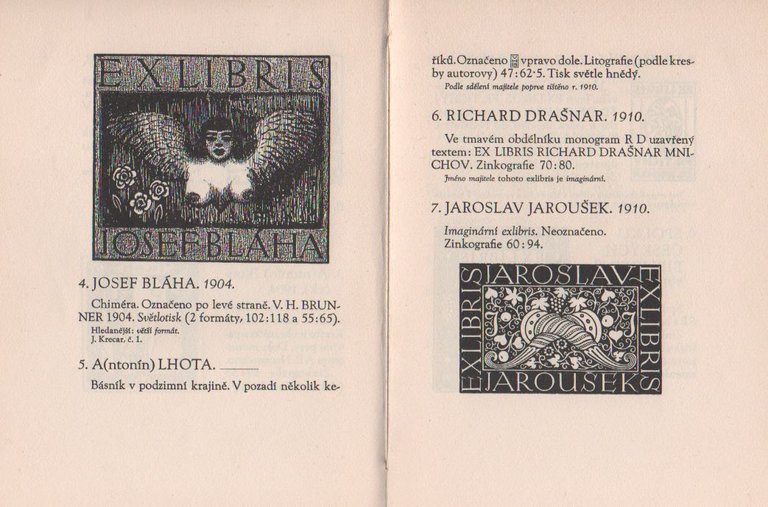 EX LIBRIS
IOSEF BLÁHA
4. JOSEF BLÁHA. 1904.
Chiméra. Označeno po levé straně. V. H. BRUN-
NER 1904. Světlotisk (2 formáty, 102:118 a 55:65).
Hledanější: větší formát.
J. Krecar, č. 1.
5. A(ntonín) LHOTA.
Básník v podzimní krajině. V pozadí několik ke-
říků. Označeno vpravo dole. Litografie (podle kres-
by autorovy) 47:62·5. Tisk světle hnědý.
Podle sdělení majitele poprve tištěno r. 1910.
6. RICHARD DRAŠNAR. 1910.
Ve tmavém obdélníku monogram R D uzavřený
textem: EX LIBRIS RICHARD DRAŠNAR MNI-
CHOV. Zinkografie 70:80.
Jméno majitele tohoto exlibris je imaginární.
7. JAROSLAV JAROUŠEK. 1910.
Imaginární exlibris. Neoznačeno.
Zinkografie 60:94.
EXLIBRIS
JAROSLAV
JAROUŠEK
EXLIBRIS